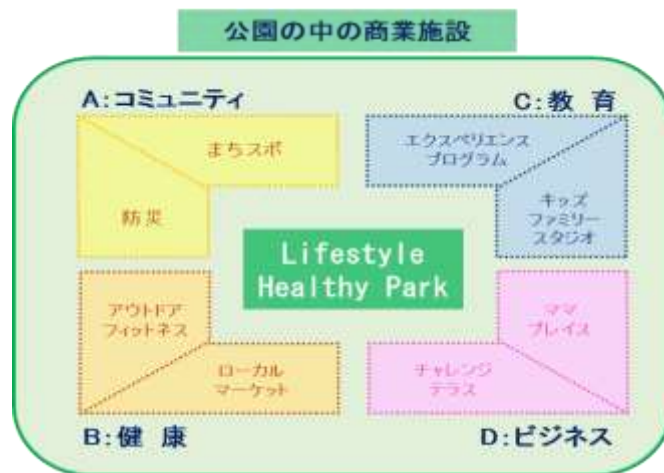 公園の中の商業施設
A:コミュニティ
まちスポ
防災
C:教 育
エクスペリエンス
プログラム
キッズ
ファミリー
スタジオ
Lifestyle
Healthy Park
アウトドア
フィットネス
ローカル
マーケット
B:健 康
ママ
プレイス
チャレンジ
テラス
D:ビジネス